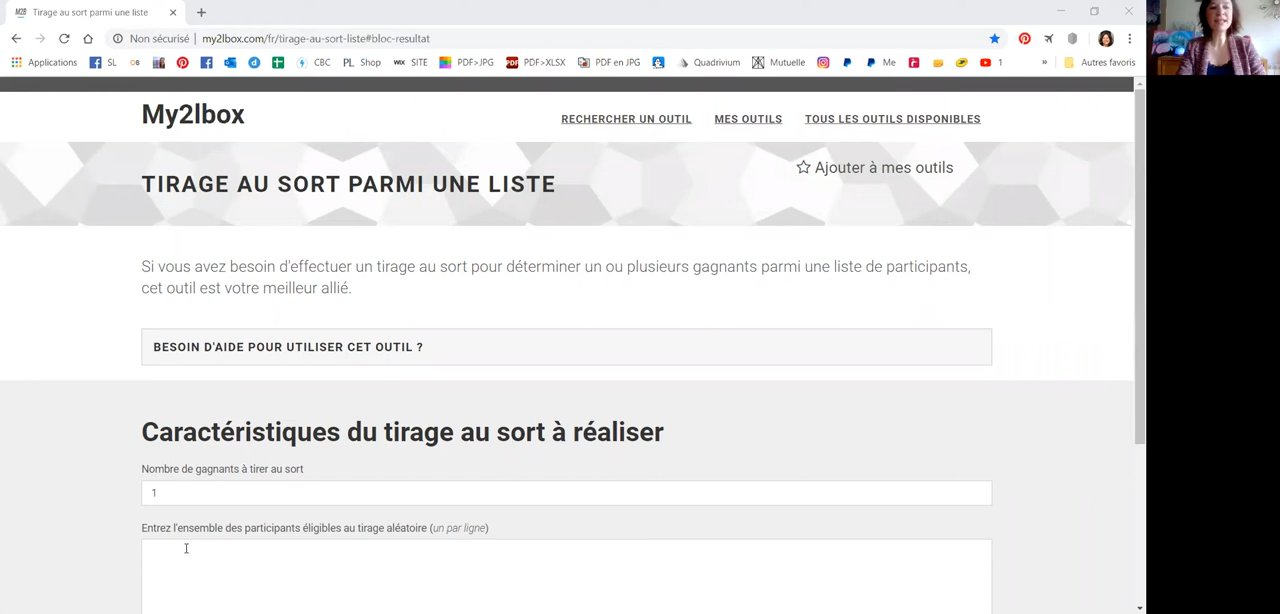 M2B Tirage au sort parmi une liste
Non sécurisé | my2lbox.com/fr/tirage-au-sort-liste#bloc-resultat
Applications SL OB CBC PL Shop WIX SITE PDF>JPG PDF PDF>XLSX PDF en JPG Quadrivium Mutuelle Me 1 » Autres favoris
My2lbox
RECHERCHER UN OUTIL MES OUTILS TOUS LES OUTILS DISPONIBLES
Ajouter à mes outils
TIRAGE AU SORT PARMI UNE LISTE
Si vous avez besoin d'effectuer un tirage au sort pour déterminer un ou plusieurs gagnants parmi une liste de participants,
cet outil est votre meilleur allié.
BESOIN D'AIDE POUR UTILISER CET OUTIL ?
Caractéristiques du tirage au sort à réaliser
Nombre de gagnants à tirer au sort
1
Entrez l'ensemble des participants éligibles au tirage aléatoire (un par ligne)